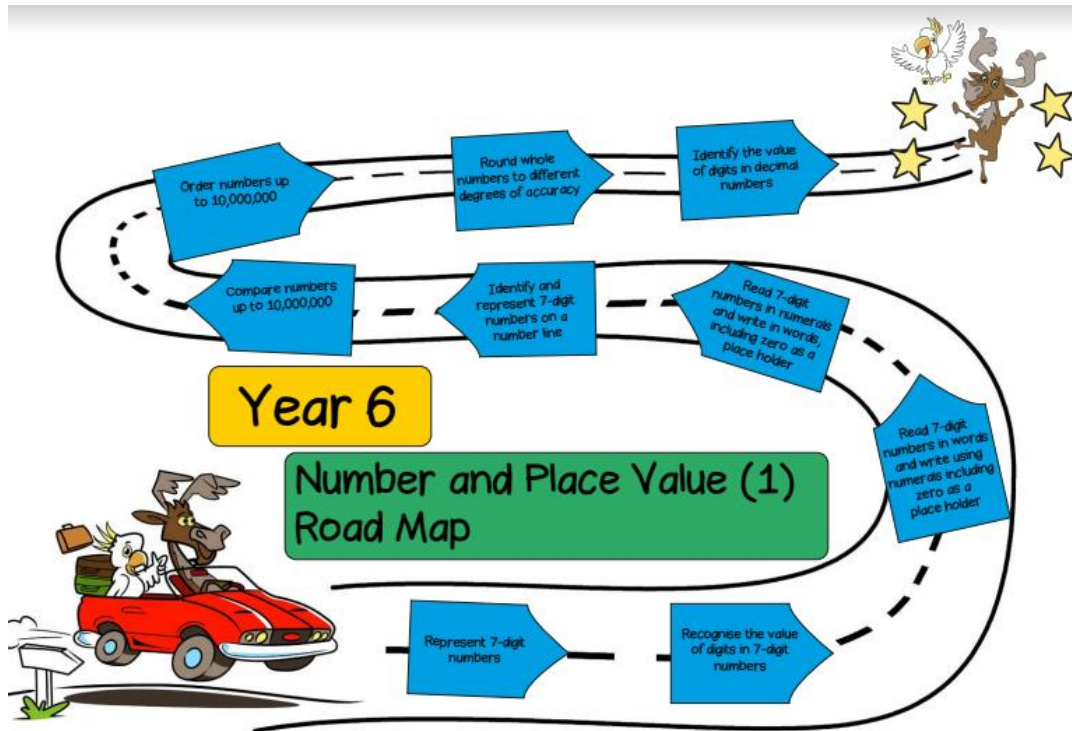 Order numbers up
to 10,000,000
Round whole
numbers to different
degrees of accuracy
Identify the value
of digits in decimal
numbers
Compare numbers
up to 10,000,000
Identify and
represent 7-digit
numbers on a
number line
Read 7-digit
numbers in numerals
and write in words,
including zero as a
place holder
Year 6
Read 7-digit
numbers in words
and write using
numerals including
zero as a
place holder
Number and Place Value (1)
Road Map
Represent 7-digit
numbers
Recognise the value
of digits in 7-digit
numbers